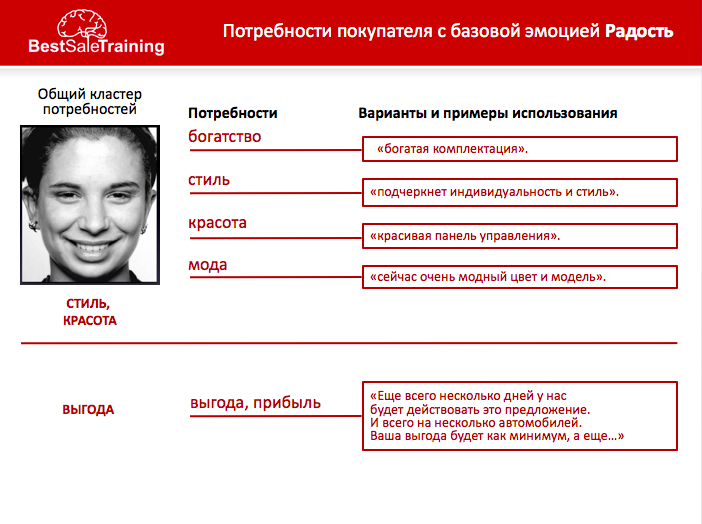 BestSaleTraining
Потребности покупателя с базовой эмоцией Радость
Общий кластер
потребностей
Потребности
Варианты и примеры использования
богатство
«богатая комплектация».
стиль
«подчеркнет индивидуальность и стиль».
красота
«красивая панель управления».
мода
«сейчас очень модный цвет и модель».
СТИЛЬ,
КРАСОТА
ВЫГОДА
выгода, прибыль
«Еще всего несколько дней у нас
будет действовать это предложение.
И всего на несколько автомобилей.
Ваша выгода будет как минимум, а еще…»